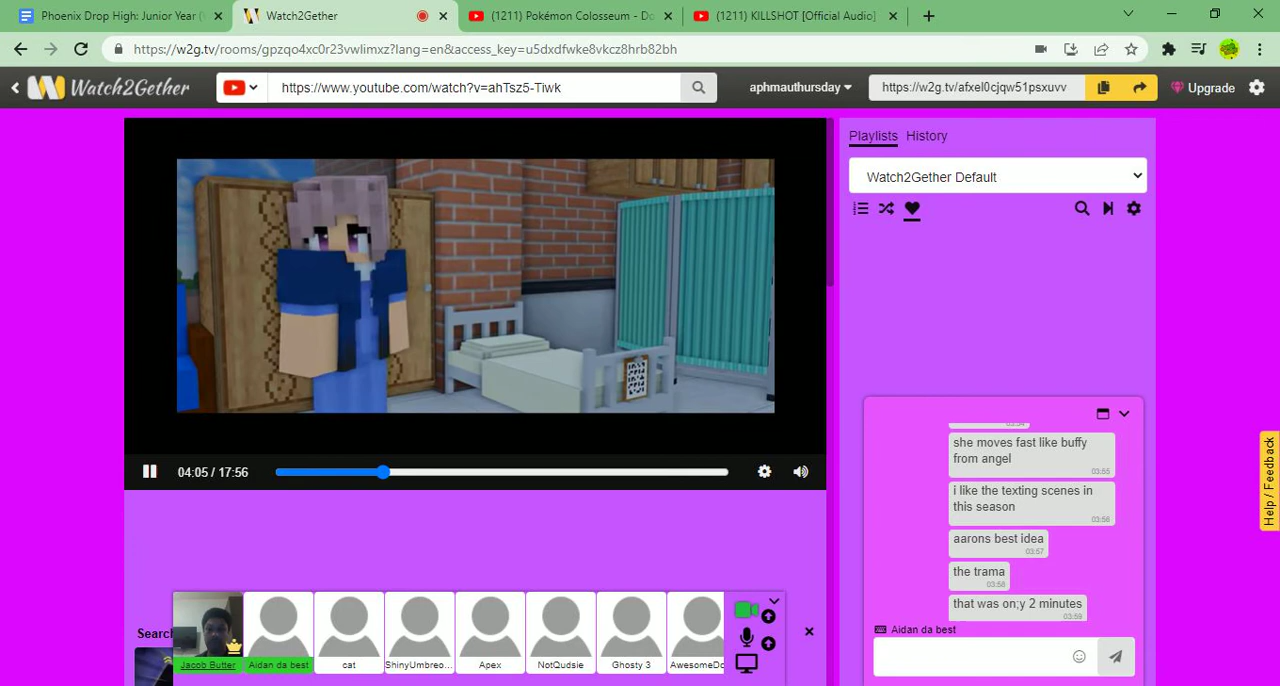 Phoenix Drop High: Junior Year (
Watch2Gether
(1211) Pokémon Colosseum - Do
(1211) KILLSHOT [Official Audio]
https://w2g.tv/rooms/gpzqo4xc0r23vwlimxz?lang=en&access_key=u5dxdfwke8vkcz8hrb82bh
Watch2Gether
https://www.youtube.com/watch?v=ahTsz5-Tiwk
aphmauthursday
https://w2g.tv/afxel0cjqw51psxuvv
Upgrade
Playlists History
Watch2Gether Default
03:54
she moves fast like buffy
from angel
03:55
i like the texting scenes in
this season
03:56
aarons best idea
03:57
the trama
03:58
that was on;y 2 minutes
03:59
Aidan da best
04:05 / 17:56
Help / Feedback
Searc
Jacob Butter
Aidan da best
cat
ShinyUmbreo...
Apex
NotQudsie
Ghosty 3
AwesomeDo